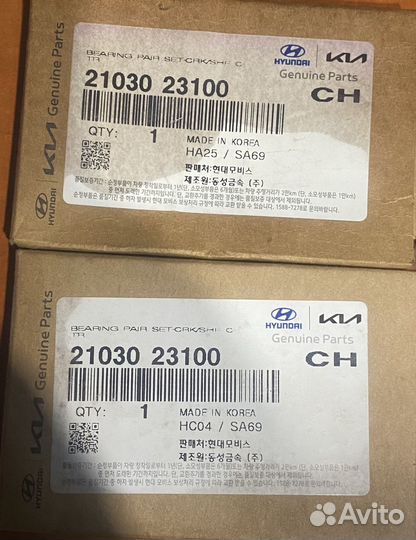 Genuine Parts
HYUNDAI
BEARING PAIR SET-CRK/SHF C
TR
HYUNDAI KIA
Genuine Parts
21030 23100
CH
QTY: 1
MADE IN KOREA
HA25 / SA69
판매처:현대모비스
제조원:동성금속 (주)
Genuine Parts
KIA
HYUNDAI
BEARING PAIR SET-CRK/SHF C
TR
HYUNDAI KIA
Genuine Parts
21030 23100
CH
QTY: 1
MADE IN KOREA
HC04 / SA69
판매처:현대모비스
제조원:동성금속 (주)
Avito